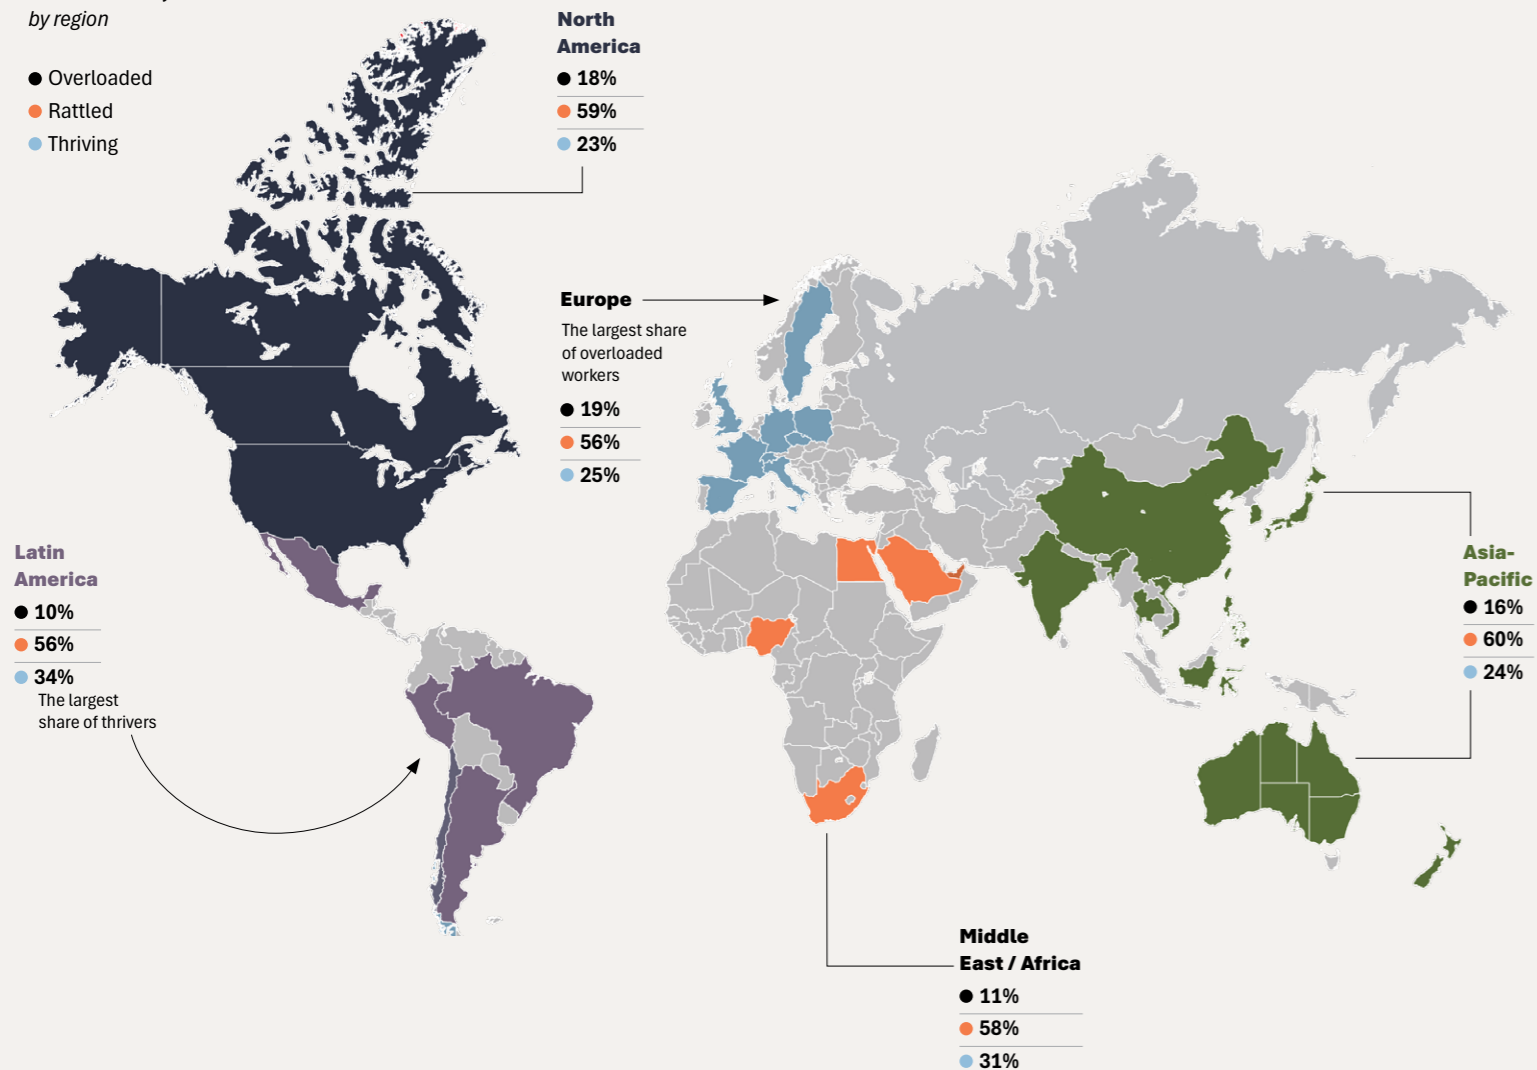 by region
Overloaded
Rattled
Thriving
North
America
18%
59%
23%
Europe
The largest share
of overloaded
workers
19%
56%
25%
Latin
America
10%
56%
34%
The largest
share of thrivers
Asia-
Pacific
16%
60%
24%
Middle
East / Africa
11%
58%
31%